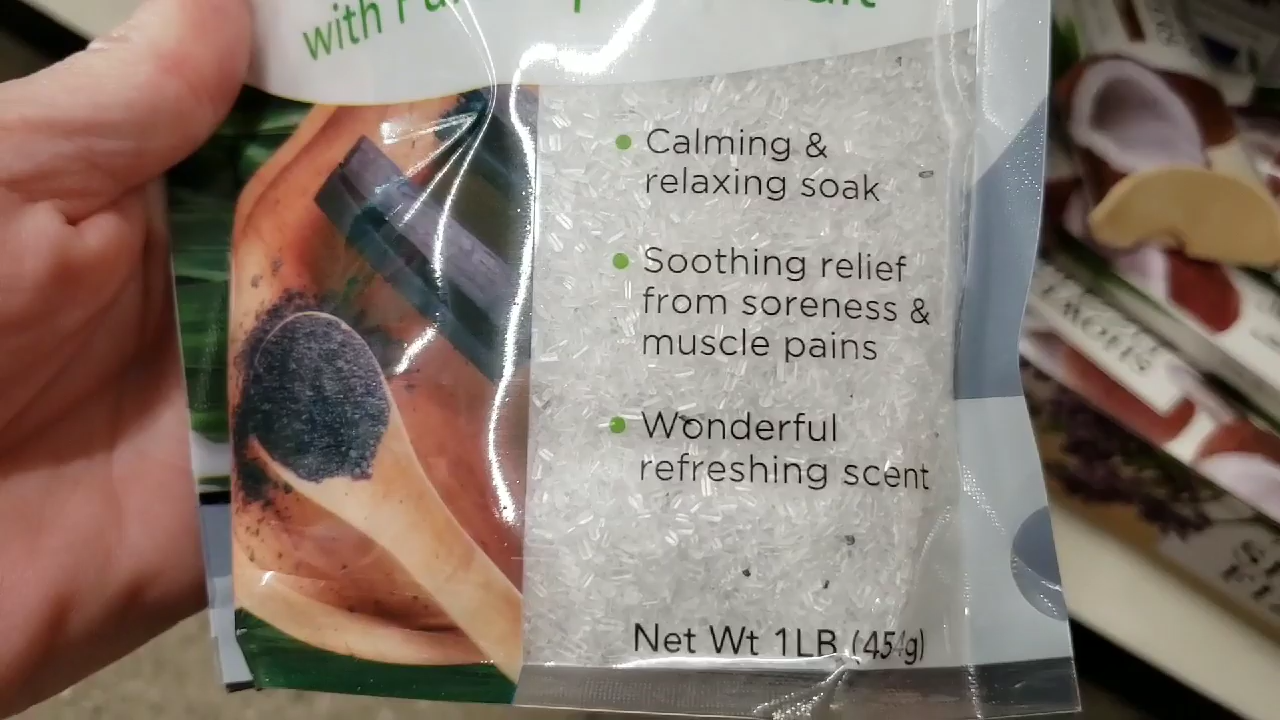 with
Calming &
relaxing soak
Soothing relief
from soreness &
muscle pains
Wonderful
refreshing scent
Net Wt 1LB (454g)